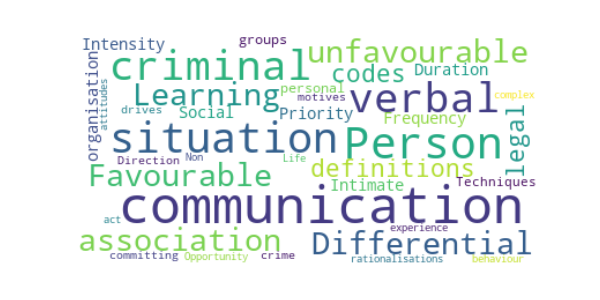 groups
Intensity
unfavourable
criminal
organisation
attitudes
codes
Duration
Learning
personal
motives
verbal
complex
drives
Social
Priority
Frequency
legal
situation
Person
Direction
Non
Life
definitions
Favourable
Intimate
Techniques
communication
act
experience
association
Differential
committing
Opportunity
crime
rationalisations
behaviour